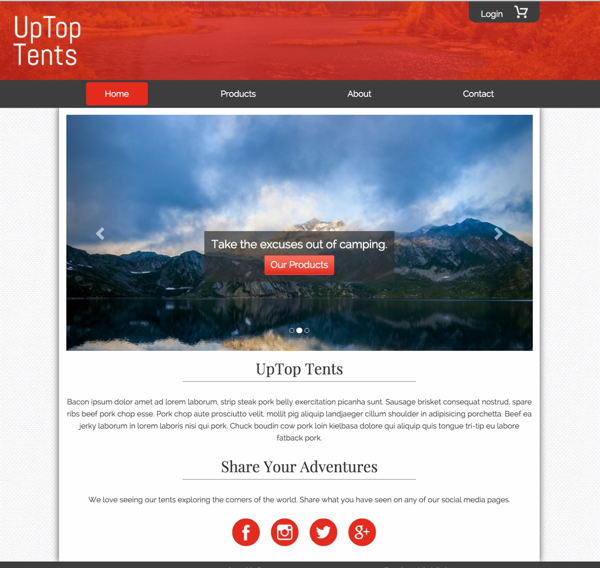 UpTop
Tents
Login
Home Products About Contact
Take the excuses out of camping.
Our Products
UpTop Tents
Bacon ipsum dolor amet ad lorem laborum, strip steak pork belly exercitation picanha sunt. Sausage brisket consequat nostrud, spare
ribs beef pork chop esse. Pork chop aute prosciutto velit, mollit pig aliquip landjaeger cillum shoulder in adipisicing porchetta. Beef ea
jerky laborum in lorem laboris nisi qui pork. Chuck boudin cow pork loin kielbasa dolore qui aliquip quis tongue tri-tip eu labore
fatback pork.
Share Your Adventures
We love seeing our tents exploring the corners of the world. Share what you have seen on any of our social media pages.